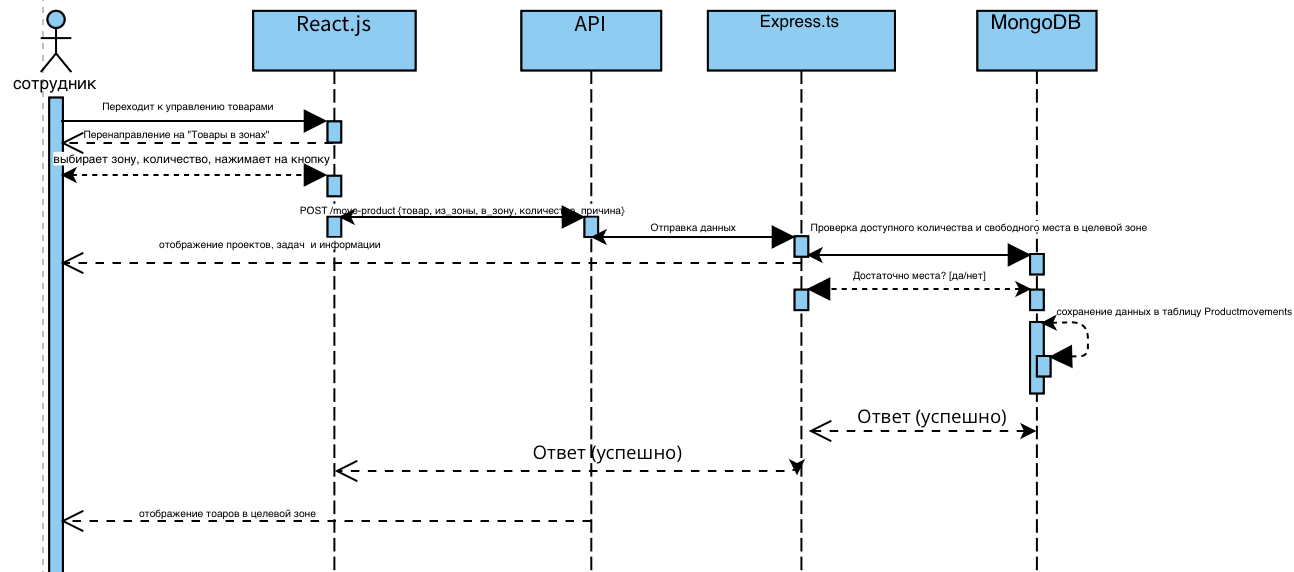 React.js
API
Express.ts
MongoDB
сотрудник
Переходит к управлению товарами
Перенаправление на "Товары в зонах"
выбирает зону, количество, нажимает на кнопку
POST /move-product {товар, из_зоны, в_зону, количество, причина}
Отправка данных
Проверка доступного количества и свободного места в целевой зоне
отображение проектов, задач и информации
Достаточно места? [да/нет]
сохранение данных в таблицу Productmovements
Ответ (успешно)
Ответ (успешно)
отображение тоаров в целевой зоне